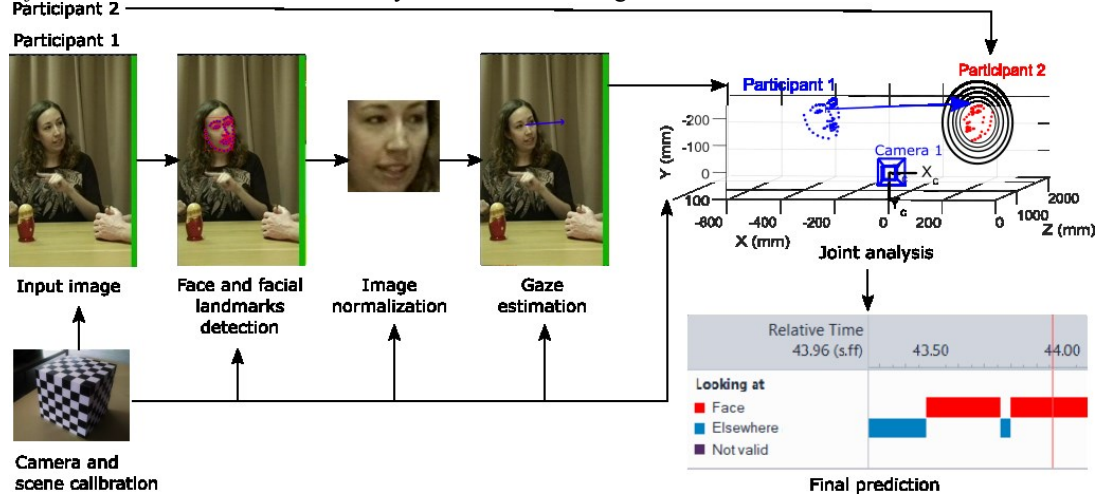 Participant 2
Participant 1
Input image
Face and facial
landmarks
detection
Image
normalization
Gaze
estimation
Camera and
scene calibration
Participant 1
Participant 2
Camera 1
X_c
Y_c
Y (mm)
-200
-100
0
100
-600
-200
0
200
0
1000
2000
X (mm)
Z (mm)
Joint analysis
Relative Time
43.96 (s.ff)
43.50
44.00
Looking at
Face
Elsewhere
Not valid
Final prediction